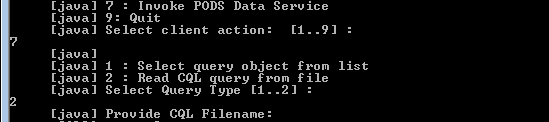 [java] 7 : Invoke PODS Data Service
[java] 9: Quit
[java] Select client action:  [1..9] :
7
[java]
[java] 1 : Select query object from list
[java] 2 : Read CQL query from file
[java] Select Query Type [1..2] :
2
[java] Provide CQL Filename: